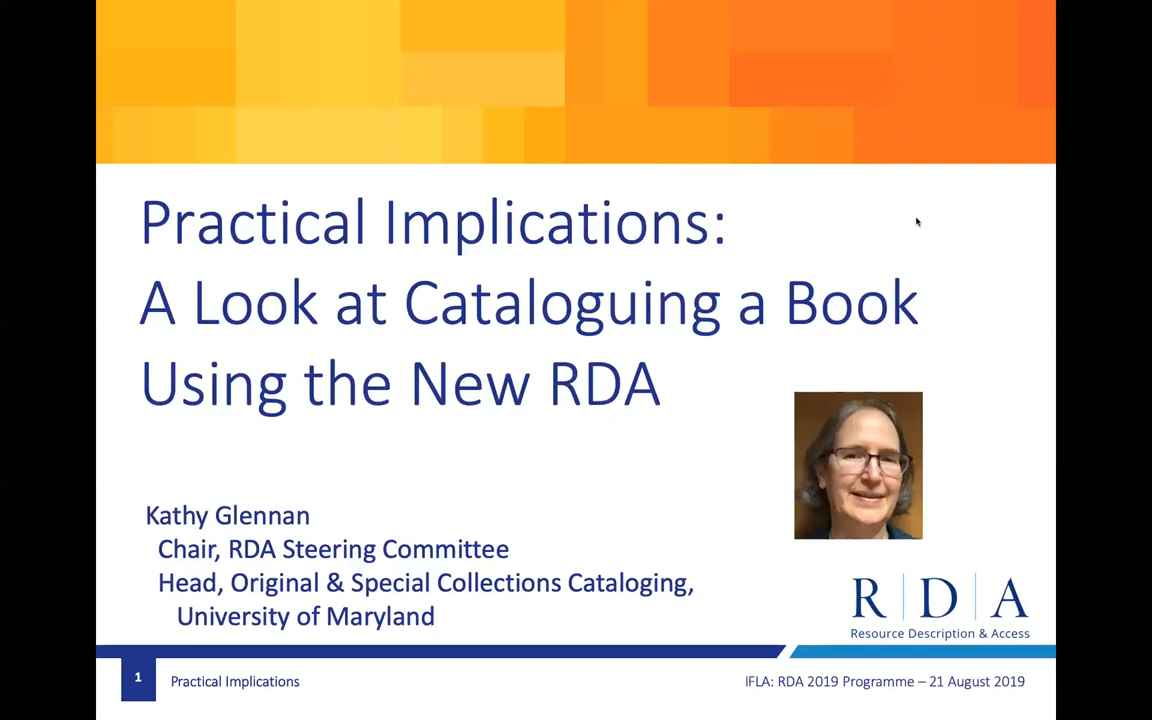 Practical Implications:
A Look at Cataloguing a Book
Using the New RDA
Kathy Glennan
Chair, RDA Steering Committee
Head, Original & Special Collections Cataloging,
University of Maryland
R D A
Resource Description & Access
1
Practical Implications
IFLA: RDA 2019 Programme – 21 August 2019